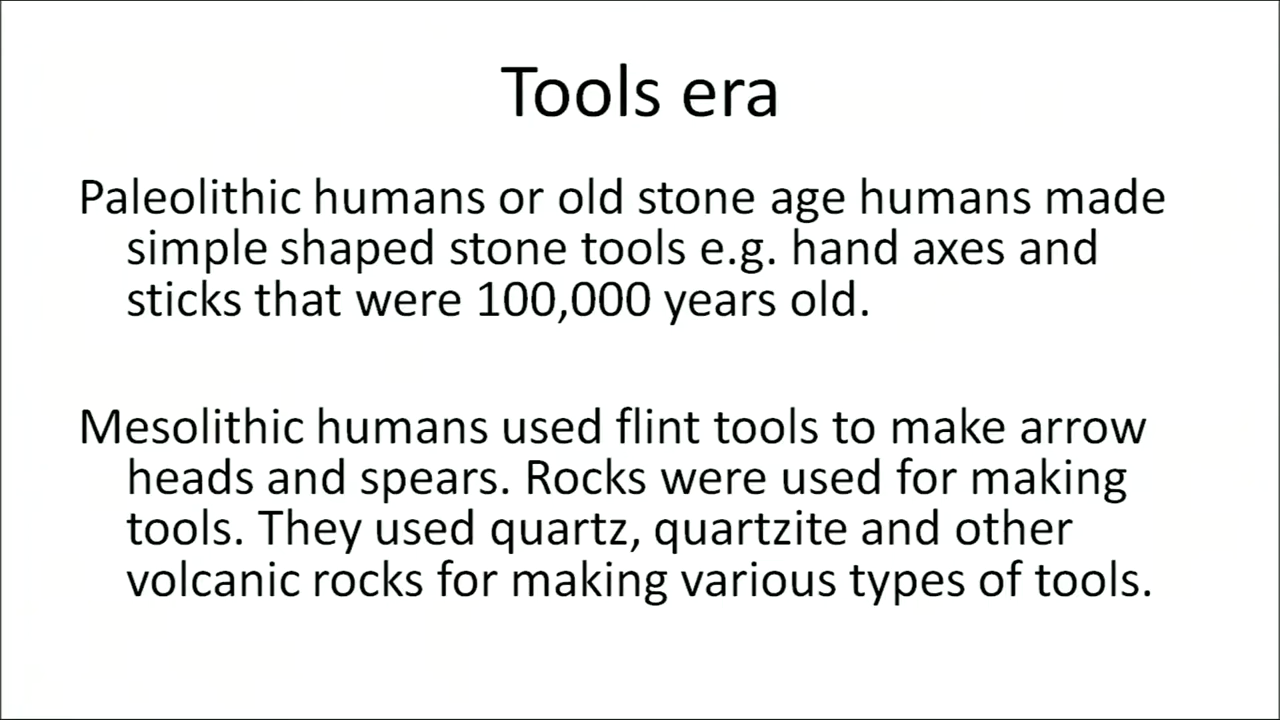 Tools era
Paleolithic humans or old stone age humans made
simple shaped stone tools e.g. hand axes and
sticks that were 100,000 years old.
Mesolithic humans used flint tools to make arrow
heads and spears. Rocks were used for making
tools. They used quartz, quartzite and other
volcanic rocks for making various types of tools.